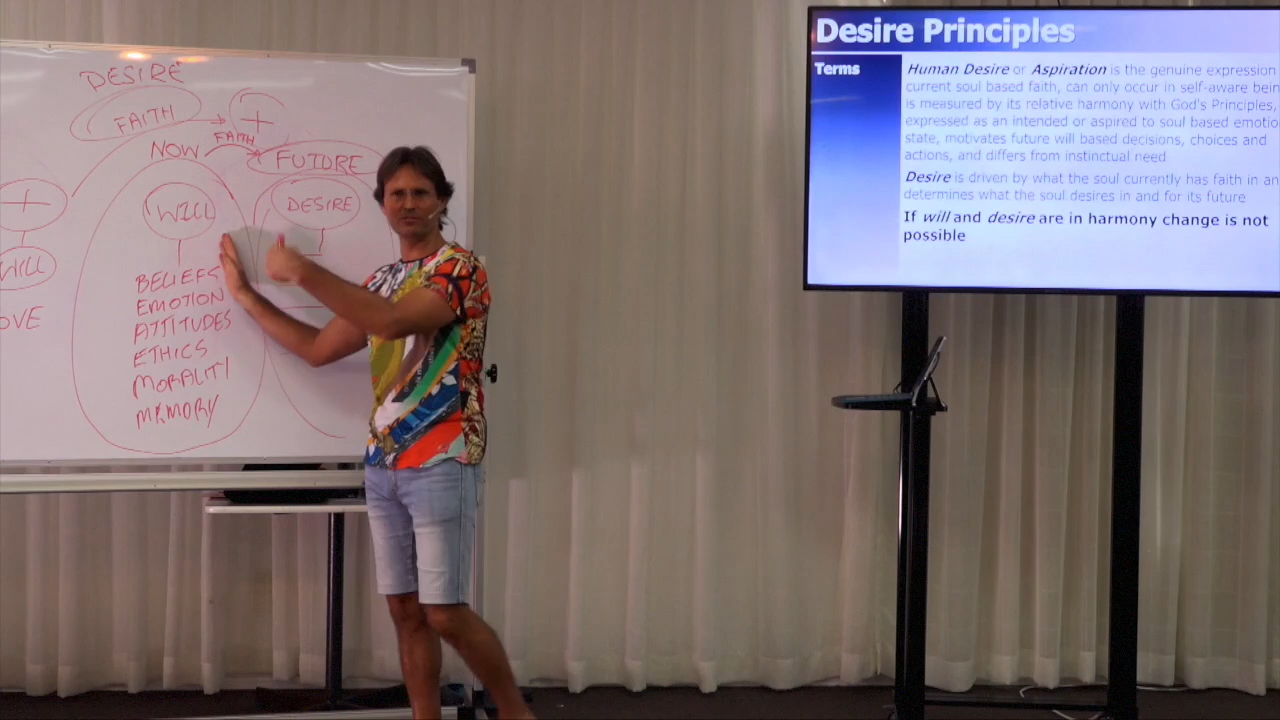 DESIRE
FAITH
+
FAITH
NOW
FUTURE
+
WILL
DESIRE
WILL
OVE
BELIEFS
EMOTION
ATTITUDES
ETHICS
MORALITY
MEMORY
Desire Principles
Terms
Human Desire or Aspiration is the genuine expression
current soul based faith, can only occur in self-aware bein
is measured by its relative harmony with God's Principles,
expressed as an intended or aspired to soul based emotio
state, motivates future will based decisions, choices and
actions, and differs from instinctual need
Desire is driven by what the soul currently has faith in an
determines what the soul desires in and for its future
If will and desire are in harmony change is not
possible